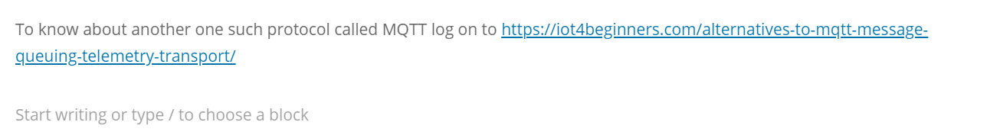 To know about another one such protocol called MQTT log on to https://iot4beginners.com/alternatives-to-mqtt-message-
queuing-telemetry-transport/
Start writing or type / to choose a block